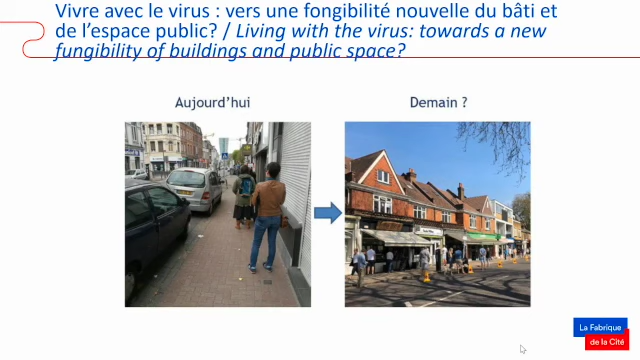 Vivre avec le virus : vers une fongibilité nouvelle du bâti et
de l'espace public? / Living with the virus: towards a new
fungibility of buildings and public space?
Aujourd'hui
Demain ?
La Fabrique
de la Cité